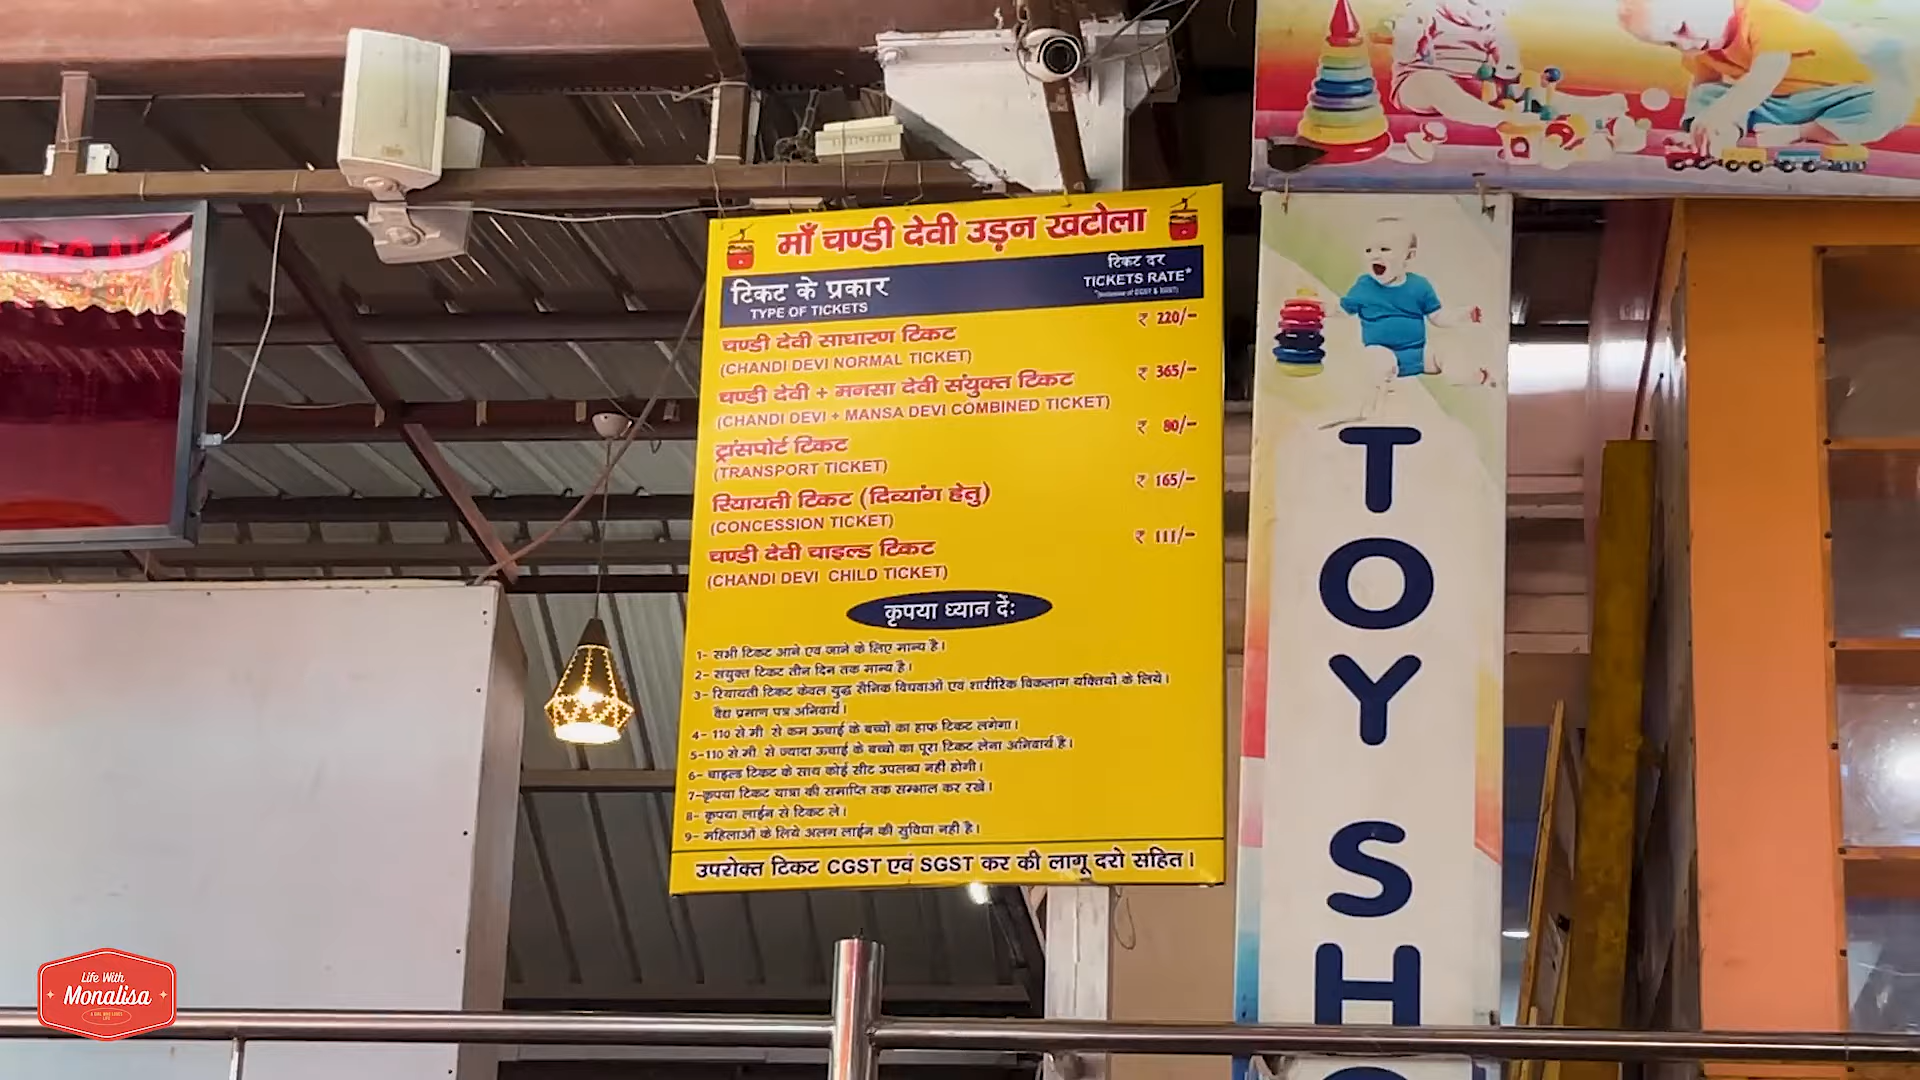 माँ चण्डी देवी उड़न खटोला
टिकट के प्रकार
TYPE OF TICKETS
टिकट दर
TICKETS RATE*
चण्डी देवी साधारण टिकट
(CHANDI DEVI NORMAL TICKET)
₹ 220/-
चण्डी देवी + मनसा देवी संयुक्त टिकट
(CHANDI DEVI + MANSA DEVI COMBINED TICKET)
₹ 365/-
ट्रांसपोर्ट टिकट
(TRANSPORT TICKET)
₹ 80/-
रियायती टिकट (दिव्यांग हेतु)
(CONCESSION TICKET)
₹ 165/-
चण्डी देवी चाइल्ड टिकट
(CHANDI DEVI CHILD TICKET)
₹ 111/-
कृपया ध्यान दें:
1- सभी टिकट आने एव जाने के लिए मान्य है।
2- सयुक्त टिकट तीन दिन तक मान्य है।
3- रियायती टिकट केवल युद्ध सैनिक विधवाओं एवं शारीरिक विकलाग व्यक्तियो के लिये।
वैद्य प्रमाण पत्र अनिवार्य।
4- 110 से.मी. से कम ऊचाई के बच्चों का हाफ टिकट लगेगा।
5-110 से.मी. से ज्यादा ऊचाई के बच्चो का पूरा टिकट लेना अनिवार्य है।
6- चाइल्ड टिकट के साथ कोई सीट उपलब्ध नही होगी।
7-कृपया टिकट यात्रा की समाप्ति तक सम्भाल कर रखें।
8- कृपया लाईन से टिकट ले।
9- महिलाओं के लिये अलग लाईन की सुविधा नही है।
उपरोक्त टिकट CGST एवं SGST कर की लागू दरो सहित।
TOY SH
Life With
Monalisa